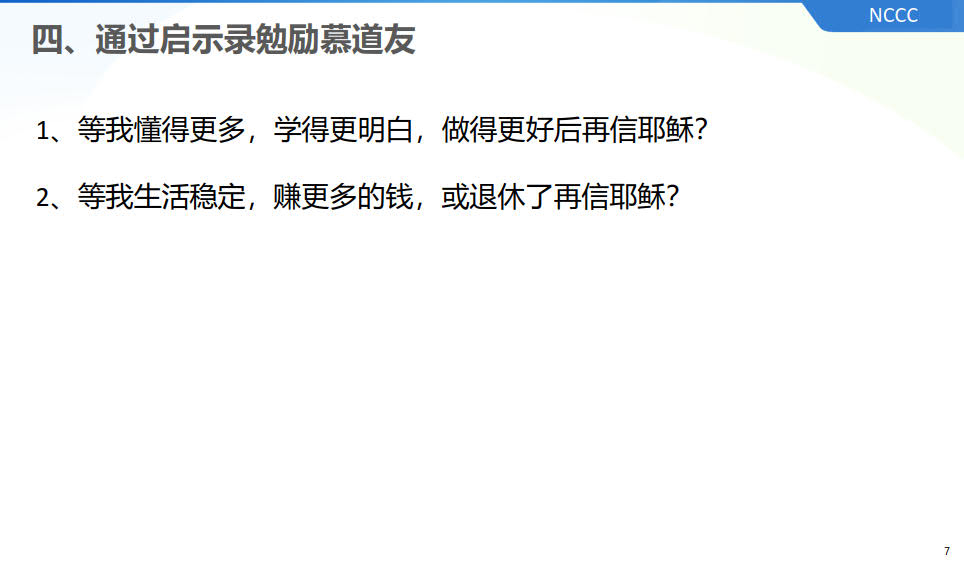 NCCC
四、通过启示录勉励慕道友
1、等我懂得更多，学得更明白，做得更好后再信耶稣？
2、等我生活稳定，赚更多的钱，或退休了再信耶稣？
7